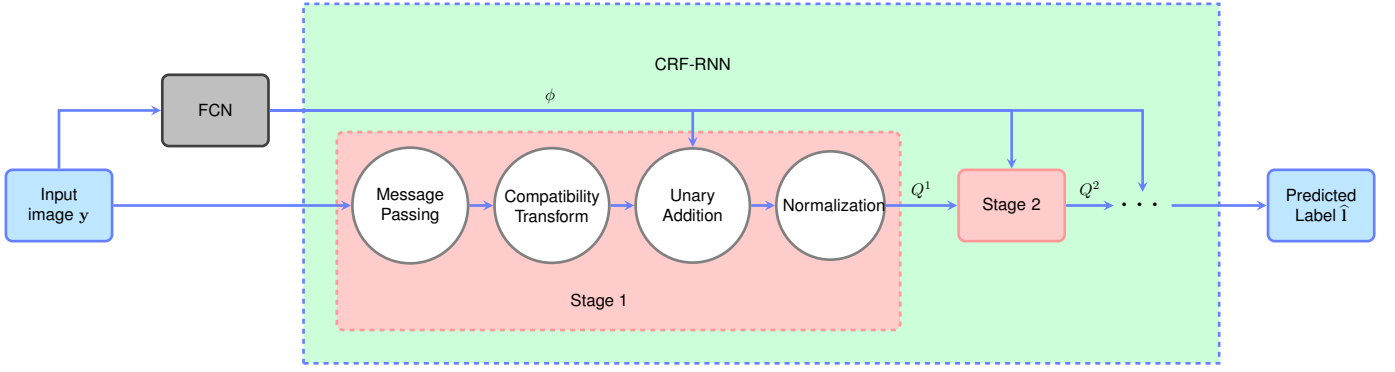 CRF-RNN
FCN
ϕ
Input
image y
Message
Passing
Compatibility
Transform
Unary
Addition
Normalization
Q¹
Stage 2
Q²
· · ·
Predicted
Label l̂
Stage 1